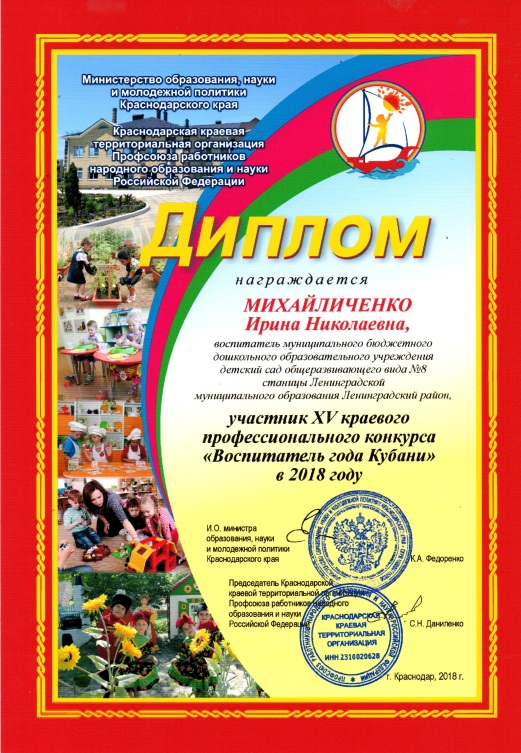 Министерство образования, науки
и молодежной политики
Краснодарского края
Краснодарская краевая
территориальная организация
Профсоюза работников
народного образования и науки
Российской Федерации
Диплом
награждается
МИХАЙЛИЧЕНКО
Ирина Николаевна,
воспитатель муниципального бюджетного
дошкольного образовательного учреждения
детский сад общеразвивающего вида №8
станицы Ленинградской
муниципального образования Ленинградский район,
участник XV краевого
профессионального конкурса
«Воспитатель года Кубани»
в 2018 году
И.О. министра
образования, науки
и молодежной политики
Краснодарского края
К.А. Федоренко
Председатель Краснодарской
краевой территориальной организации
Профсоюза работников народного
образования и науки
Российской Федерации
С.Н. Даниленко
КРАСНОДАРСКАЯ
КРАЕВАЯ
ТЕРРИТОРИАЛЬНАЯ
ОРГАНИЗАЦИЯ
ИНН 2310020628
г. Краснодар, 2018 г.